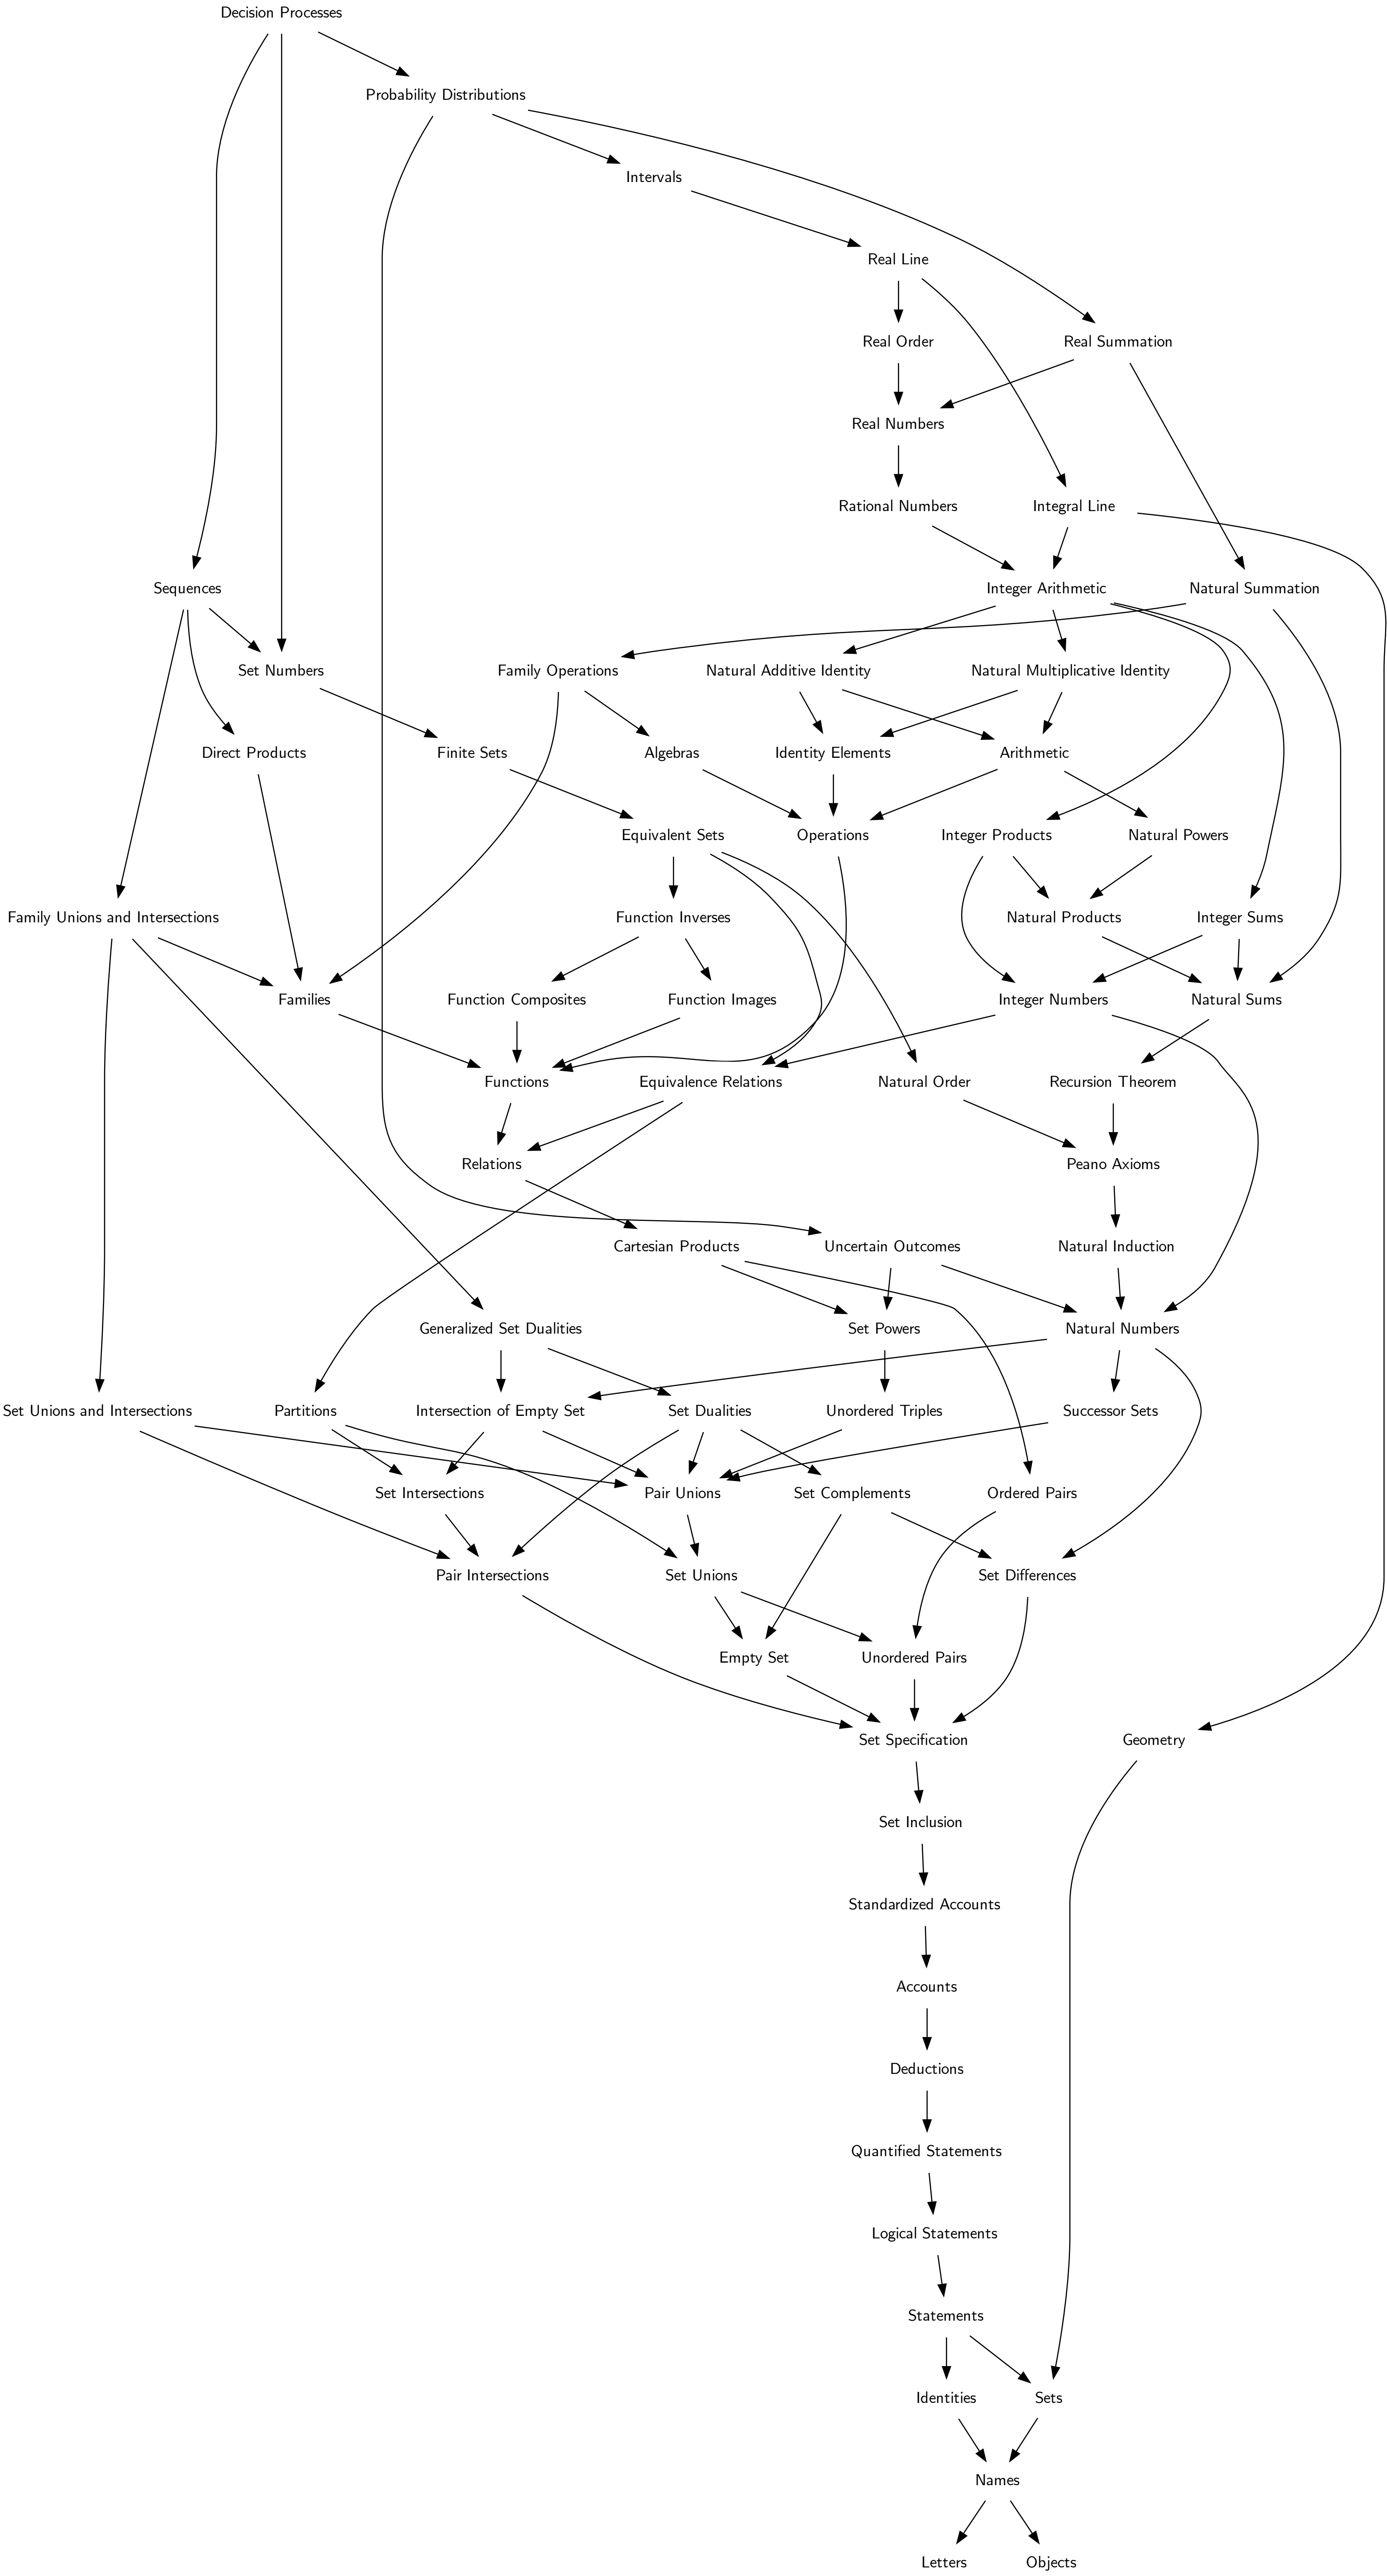 Decision Processes
Probability Distributions
Intervals
Real Line
Real Order
Real Summation
Real Numbers
Rational Numbers
Integral Line
Sequences
Integer Arithmetic
Natural Summation
Set Numbers
Family Operations
Natural Additive Identity
Natural Multiplicative Identity
Direct Products
Finite Sets
Algebras
Identity Elements
Arithmetic
Equivalent Sets
Operations
Integer Products
Natural Powers
Family Unions and Intersections
Function Inverses
Natural Products
Integer Sums
Families
Function Composites
Function Images
Integer Numbers
Natural Sums
Functions
Equivalence Relations
Natural Order
Recursion Theorem
Relations
Peano Axioms
Cartesian Products
Uncertain Outcomes
Natural Induction
Generalized Set Dualities
Set Powers
Natural Numbers
Set Unions and Intersections
Partitions
Intersection of Empty Set
Set Dualities
Unordered Triples
Successor Sets
Set Intersections
Pair Unions
Set Complements
Ordered Pairs
Pair Intersections
Set Unions
Set Differences
Empty Set
Unordered Pairs
Set Specification
Geometry
Set Inclusion
Standardized Accounts
Accounts
Deductions
Quantified Statements
Logical Statements
Statements
Identities
Sets
Names
Letters
Objects